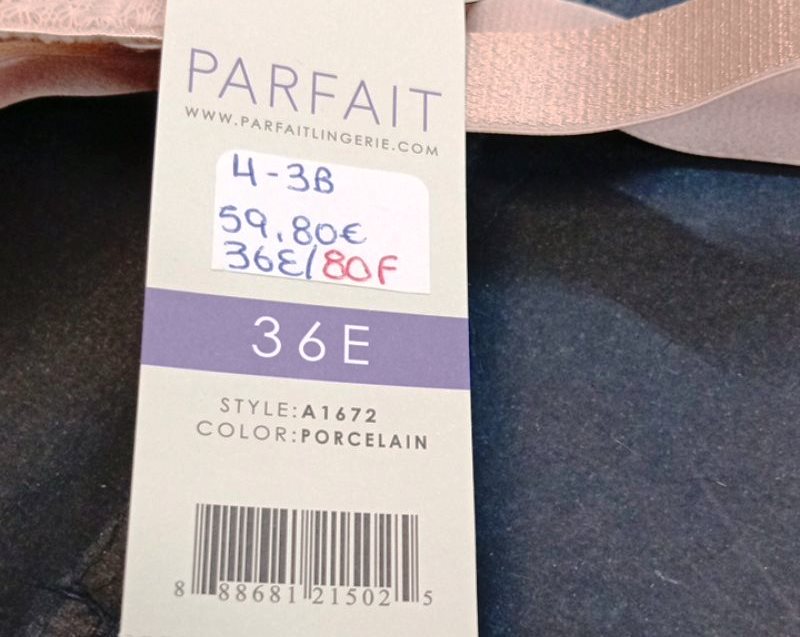 PARFAIT
WWW.PARFAITLINGERIE.COM
4-3B
59.80€
36E/80F
36E
STYLE:A1672
COLOR:PORCELAIN
8 88681 21502 5